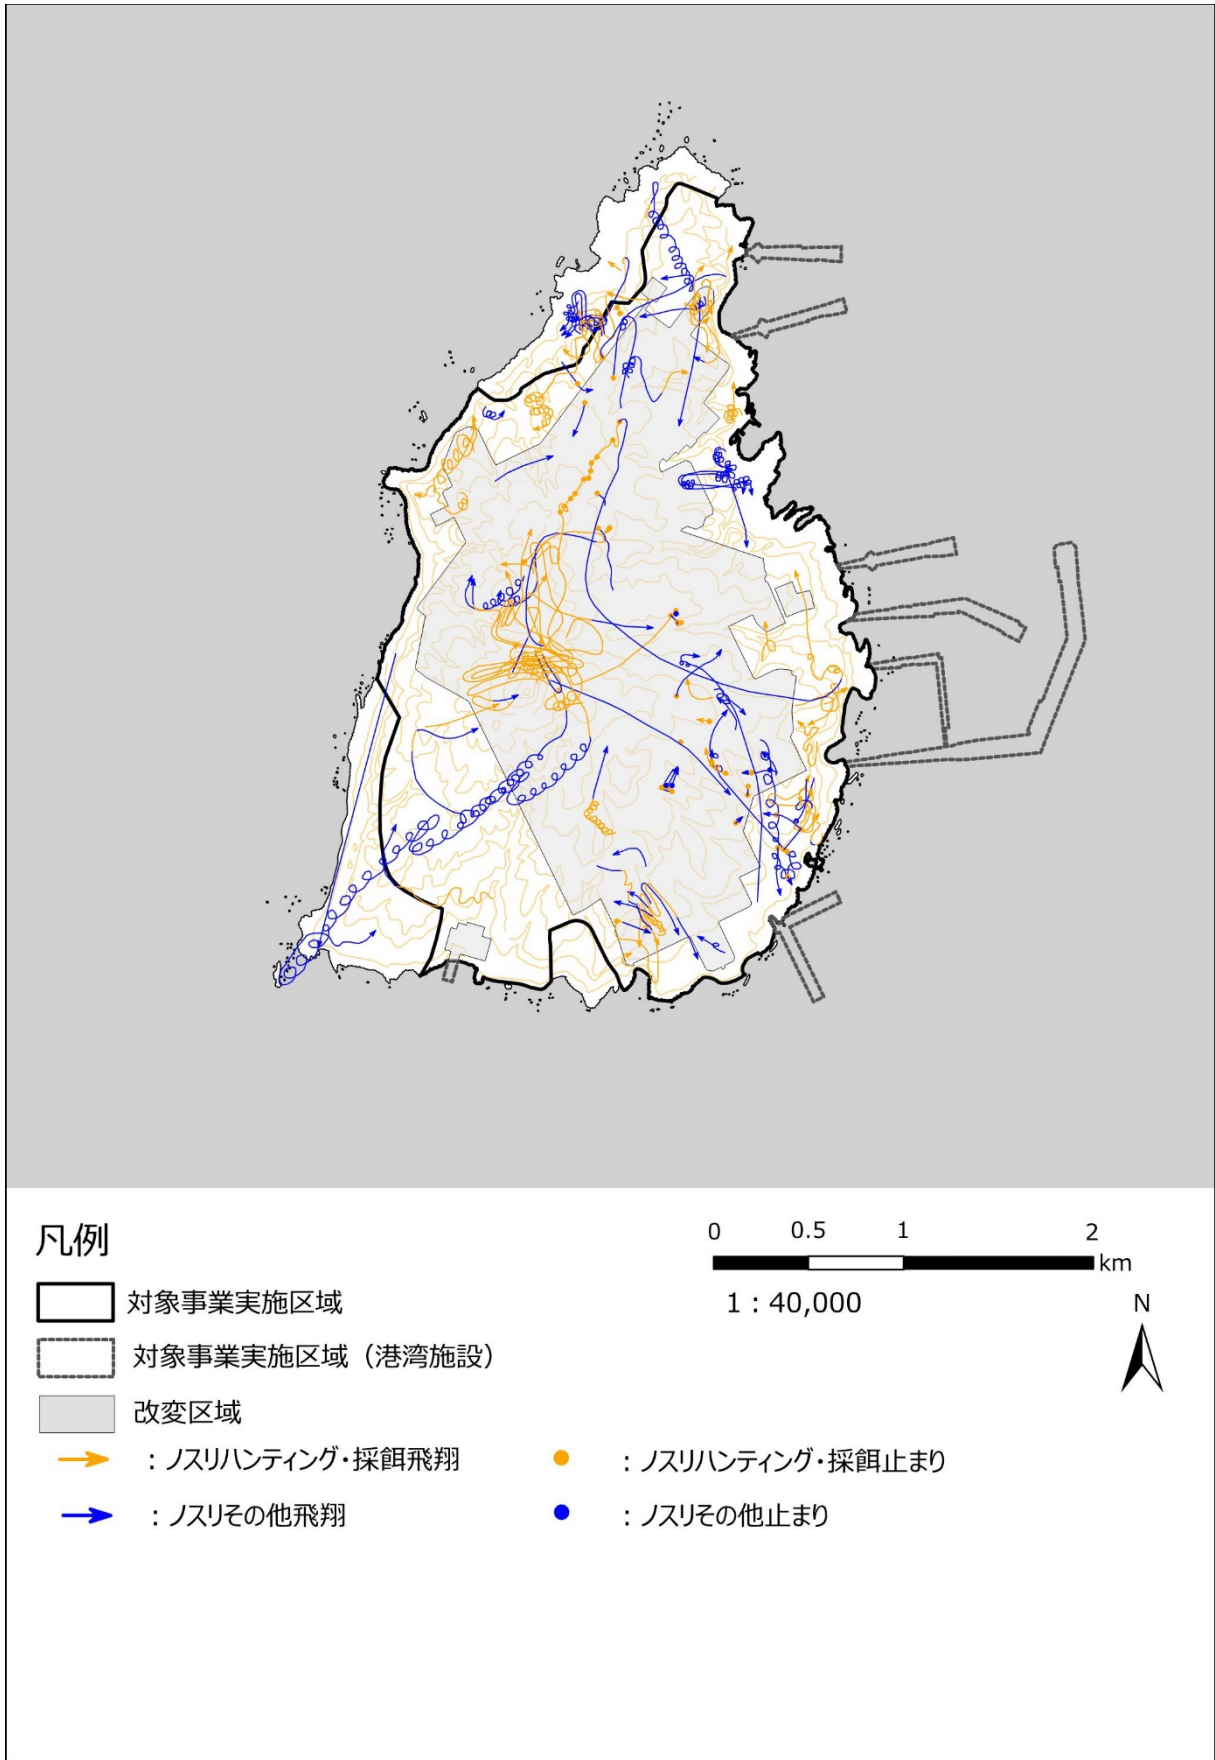 凡例
0 0.5 1 2
km
対象事業実施区域
1：40,000
N
対象事業実施区域（港湾施設）
改変区域
：ノスリハンティング・採餌飛翔
：ノスリハンティング・採餌止まり
：ノスリその他飛翔
：ノスリその他止まり